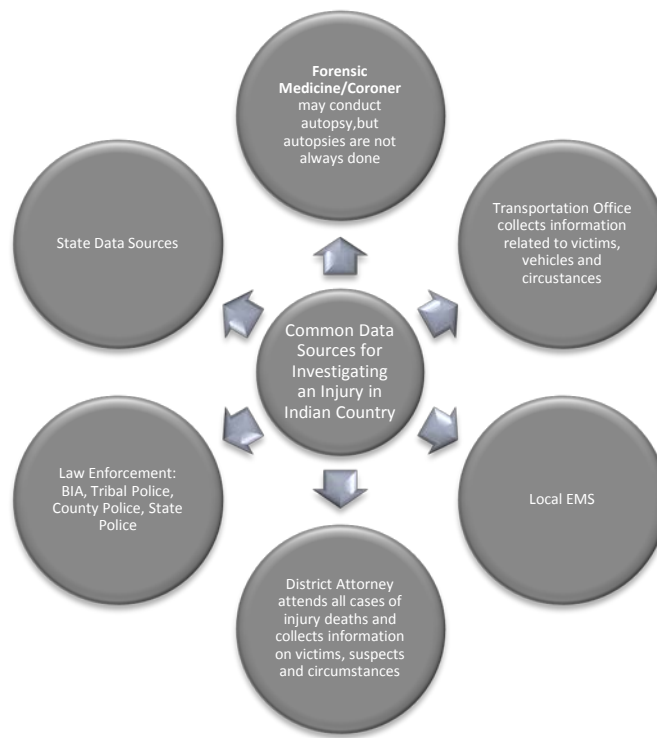 Forensic
Medicine/Coroner
may conduct
autopsy,but
autopsies are not
always done
State Data Sources
Transportation Office
collects information
related to victims,
vehicles and
circustances
Common Data
Sources for
Investigating
an Injury in
Indian Country
Law Enforcement:
BIA, Tribal Police,
County Police, State
Police
Local EMS
District Attorney
attends all cases of
injury deaths and
collects information
on victims, suspects
and circumstances